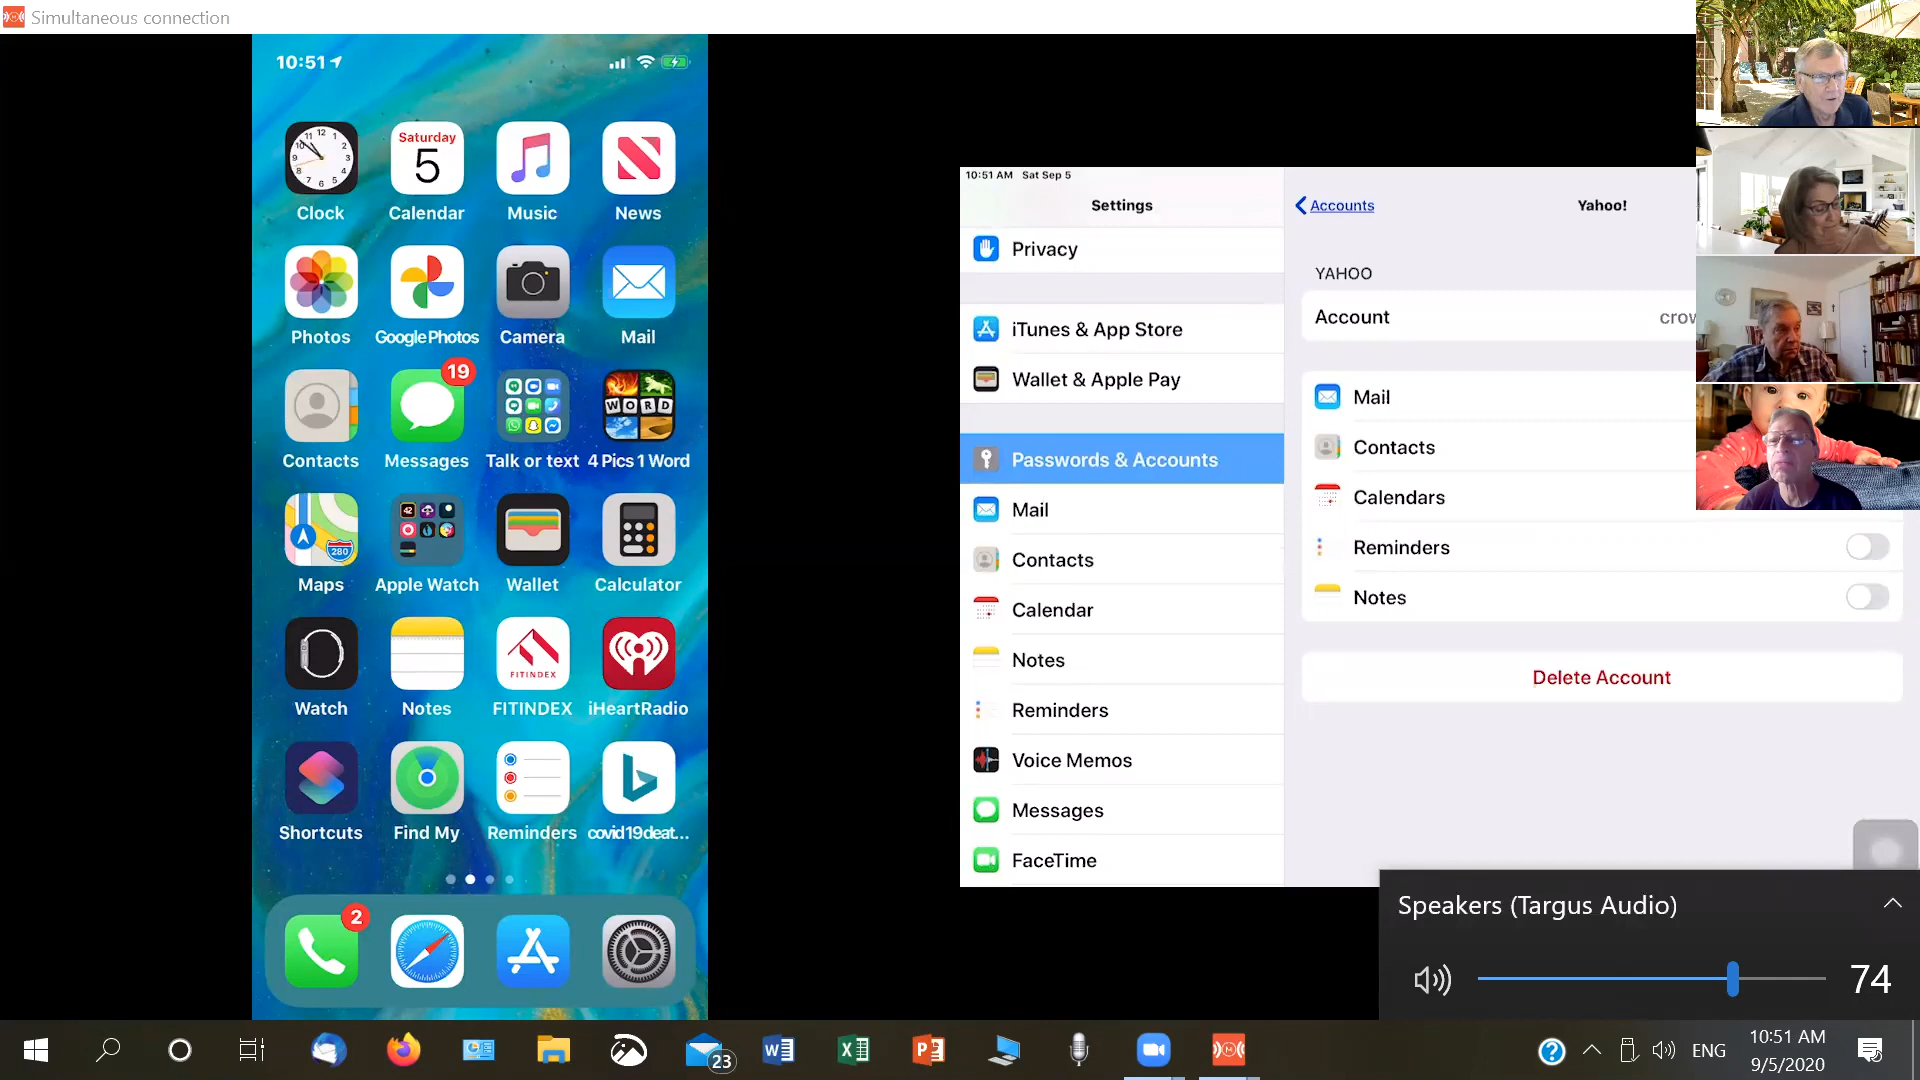 Simultaneous connection
10:51
Saturday
5
Clock
Calendar
Music
News
Photos
Google Photos
Camera
Mail
19
WORD
Contacts
Messages
Talk or text
4 Pics 1 Word
280
42
Maps
Apple Watch
Wallet
Calculator
FITINDEX
Watch
Notes
FITINDEX
iHeartRadio
Shortcuts
Find My
Reminders
covid19deat...
2
10:51 AM Sat Sep 5
Settings
Privacy
iTunes & App Store
Wallet & Apple Pay
Passwords & Accounts
Mail
Contacts
Calendar
Notes
Reminders
Voice Memos
Messages
FaceTime
Accounts
Yahoo!
YAHOO
Account
crow
Mail
Contacts
Calendars
Reminders
Notes
Delete Account
Speakers (Targus Audio)
74
23
ENG
10:51 AM
9/5/2020